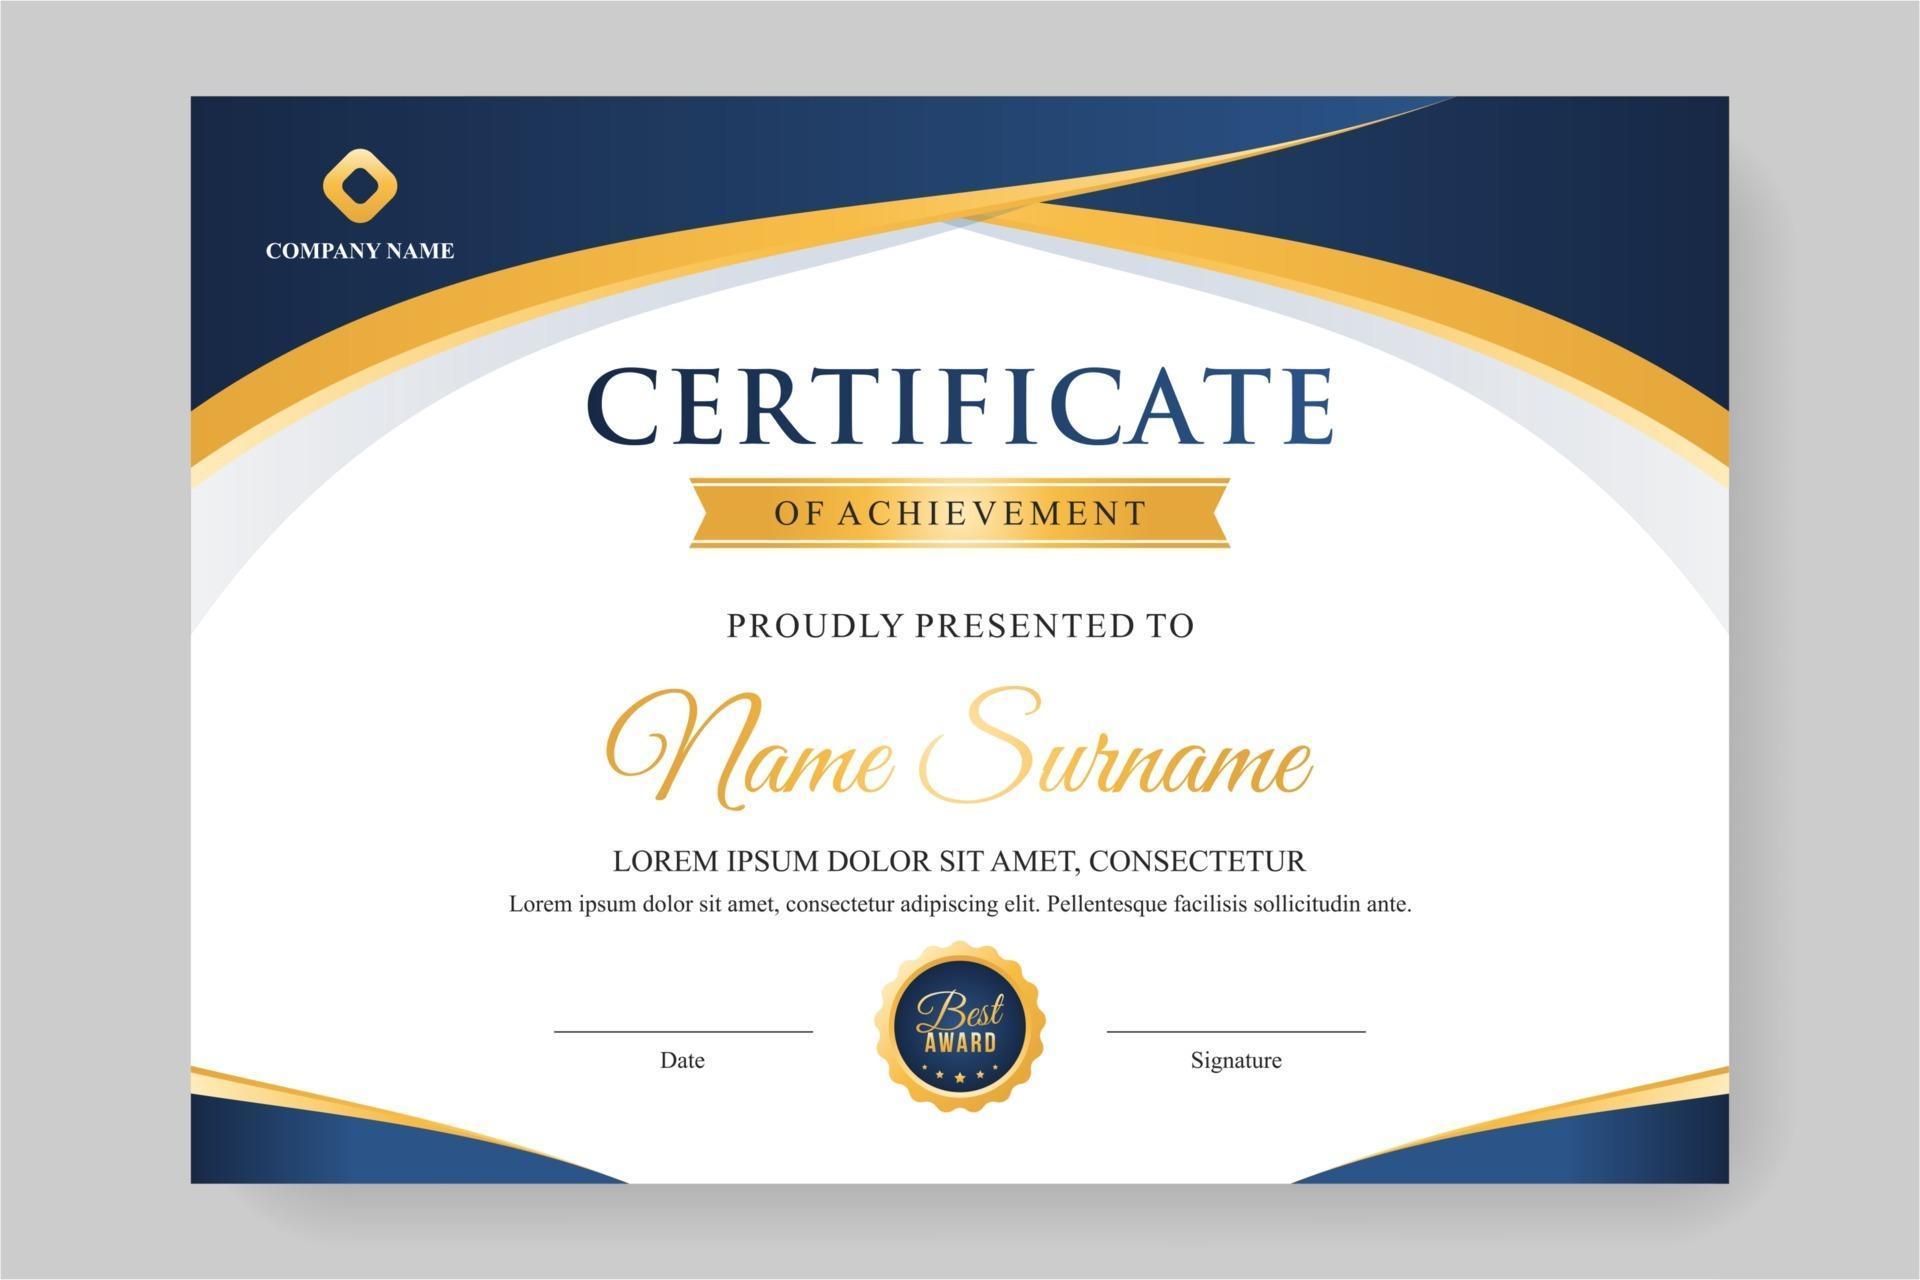 COMPANY NAME
CERTIFICATE
OF ACHIEVEMENT
PROUDLY PRESENTED TO
Name Surname
LOREM IPSUM DOLOR SIT AMET, CONSECTETUR
Lorem ipsum dolor sit amet, consectetur adipiscing elit. Pellentesque facilisis sollicitudin ante.
Best
AWARD
Date
Signature